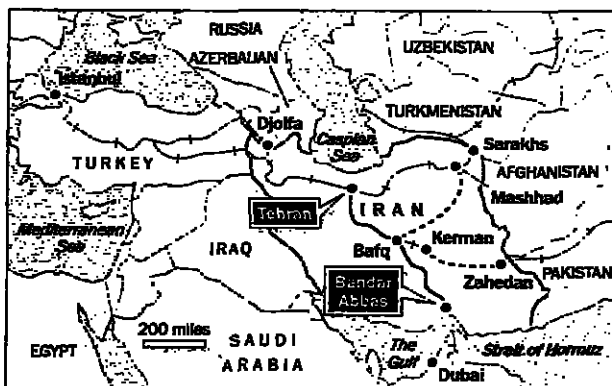 RUSSIA
Black Sea
AZERBAIJAN
UZBEKISTAN
Istanbul
TURKMENISTAN
Djolfa
Caspian
Sea
Sarakhs
TURKEY
AFGHANISTAN
Mashhad
Tehran
IRAN
Mediterranean
Sea
IRAQ
Bafq
Kerman
Zahedan
PAKISTAN
Bandar
Abbas
200 miles
EGYPT
SAUDI
ARABIA
The
Gulf
Strait of Hormuz
Dubai